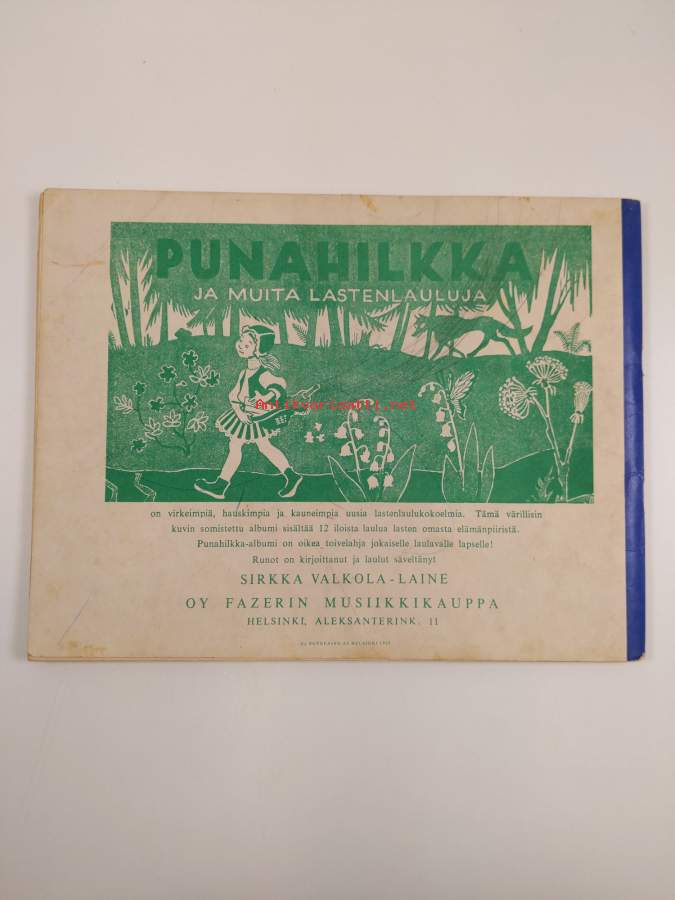 PUNAHILKKA
JA MUITA LASTENLAULUJA
Antikvariaatti.net
on virkeimpiä, hauskimpia ja kauneimpia uusia lastenlaulukokoelmia. Tämä värillisin
kuvin somistettu albumi sisältää 12 iloista laulua lasten omasta elämänpiiristä.
Punahilkka-albumi on oikea toivelahja jokaiselle laulavalle lapselle!
Runot on kirjoittanut ja laulut säveltänyt
SIRKKA VALKOLA-LAINE
OY FAZERIN MUSIIKKIKAUPPA
HELSINKI, ALEKSANTERINK. 11
HELSINKI